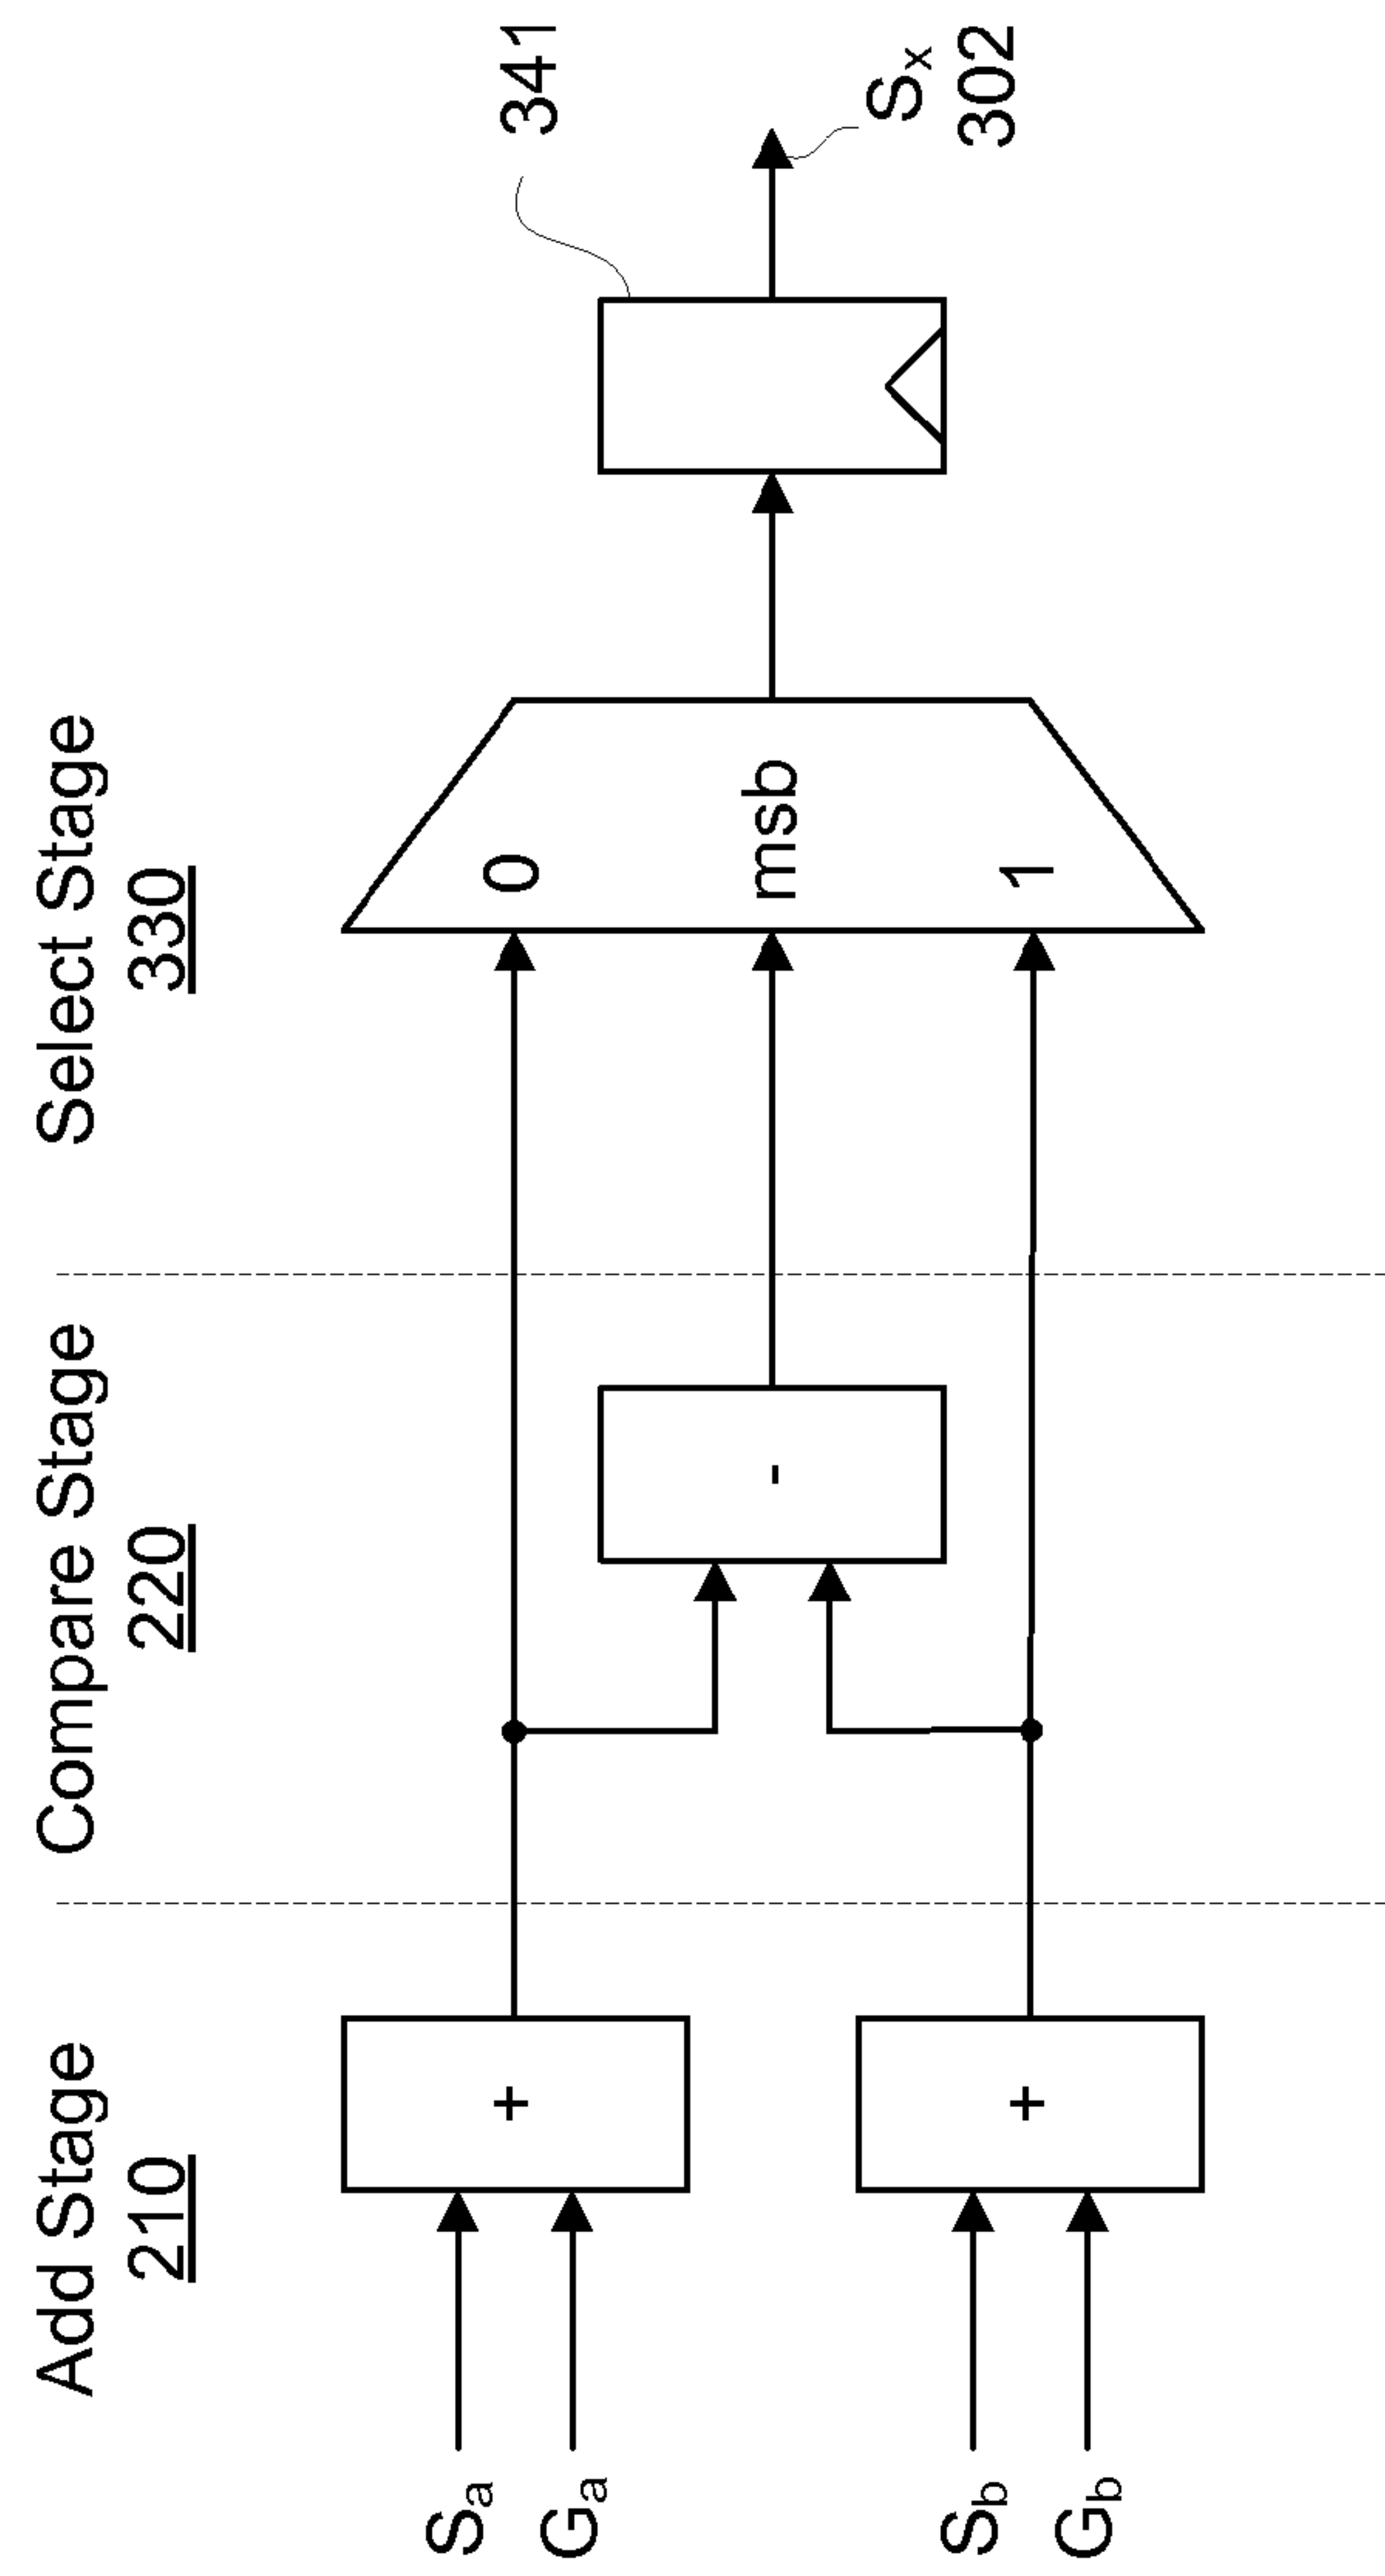 Add Stage
210
Compare Stage
220
Select Stage
330
Sa
Ga
Sb
Gb
+
+
-
0
msb
1
341
Sx
302